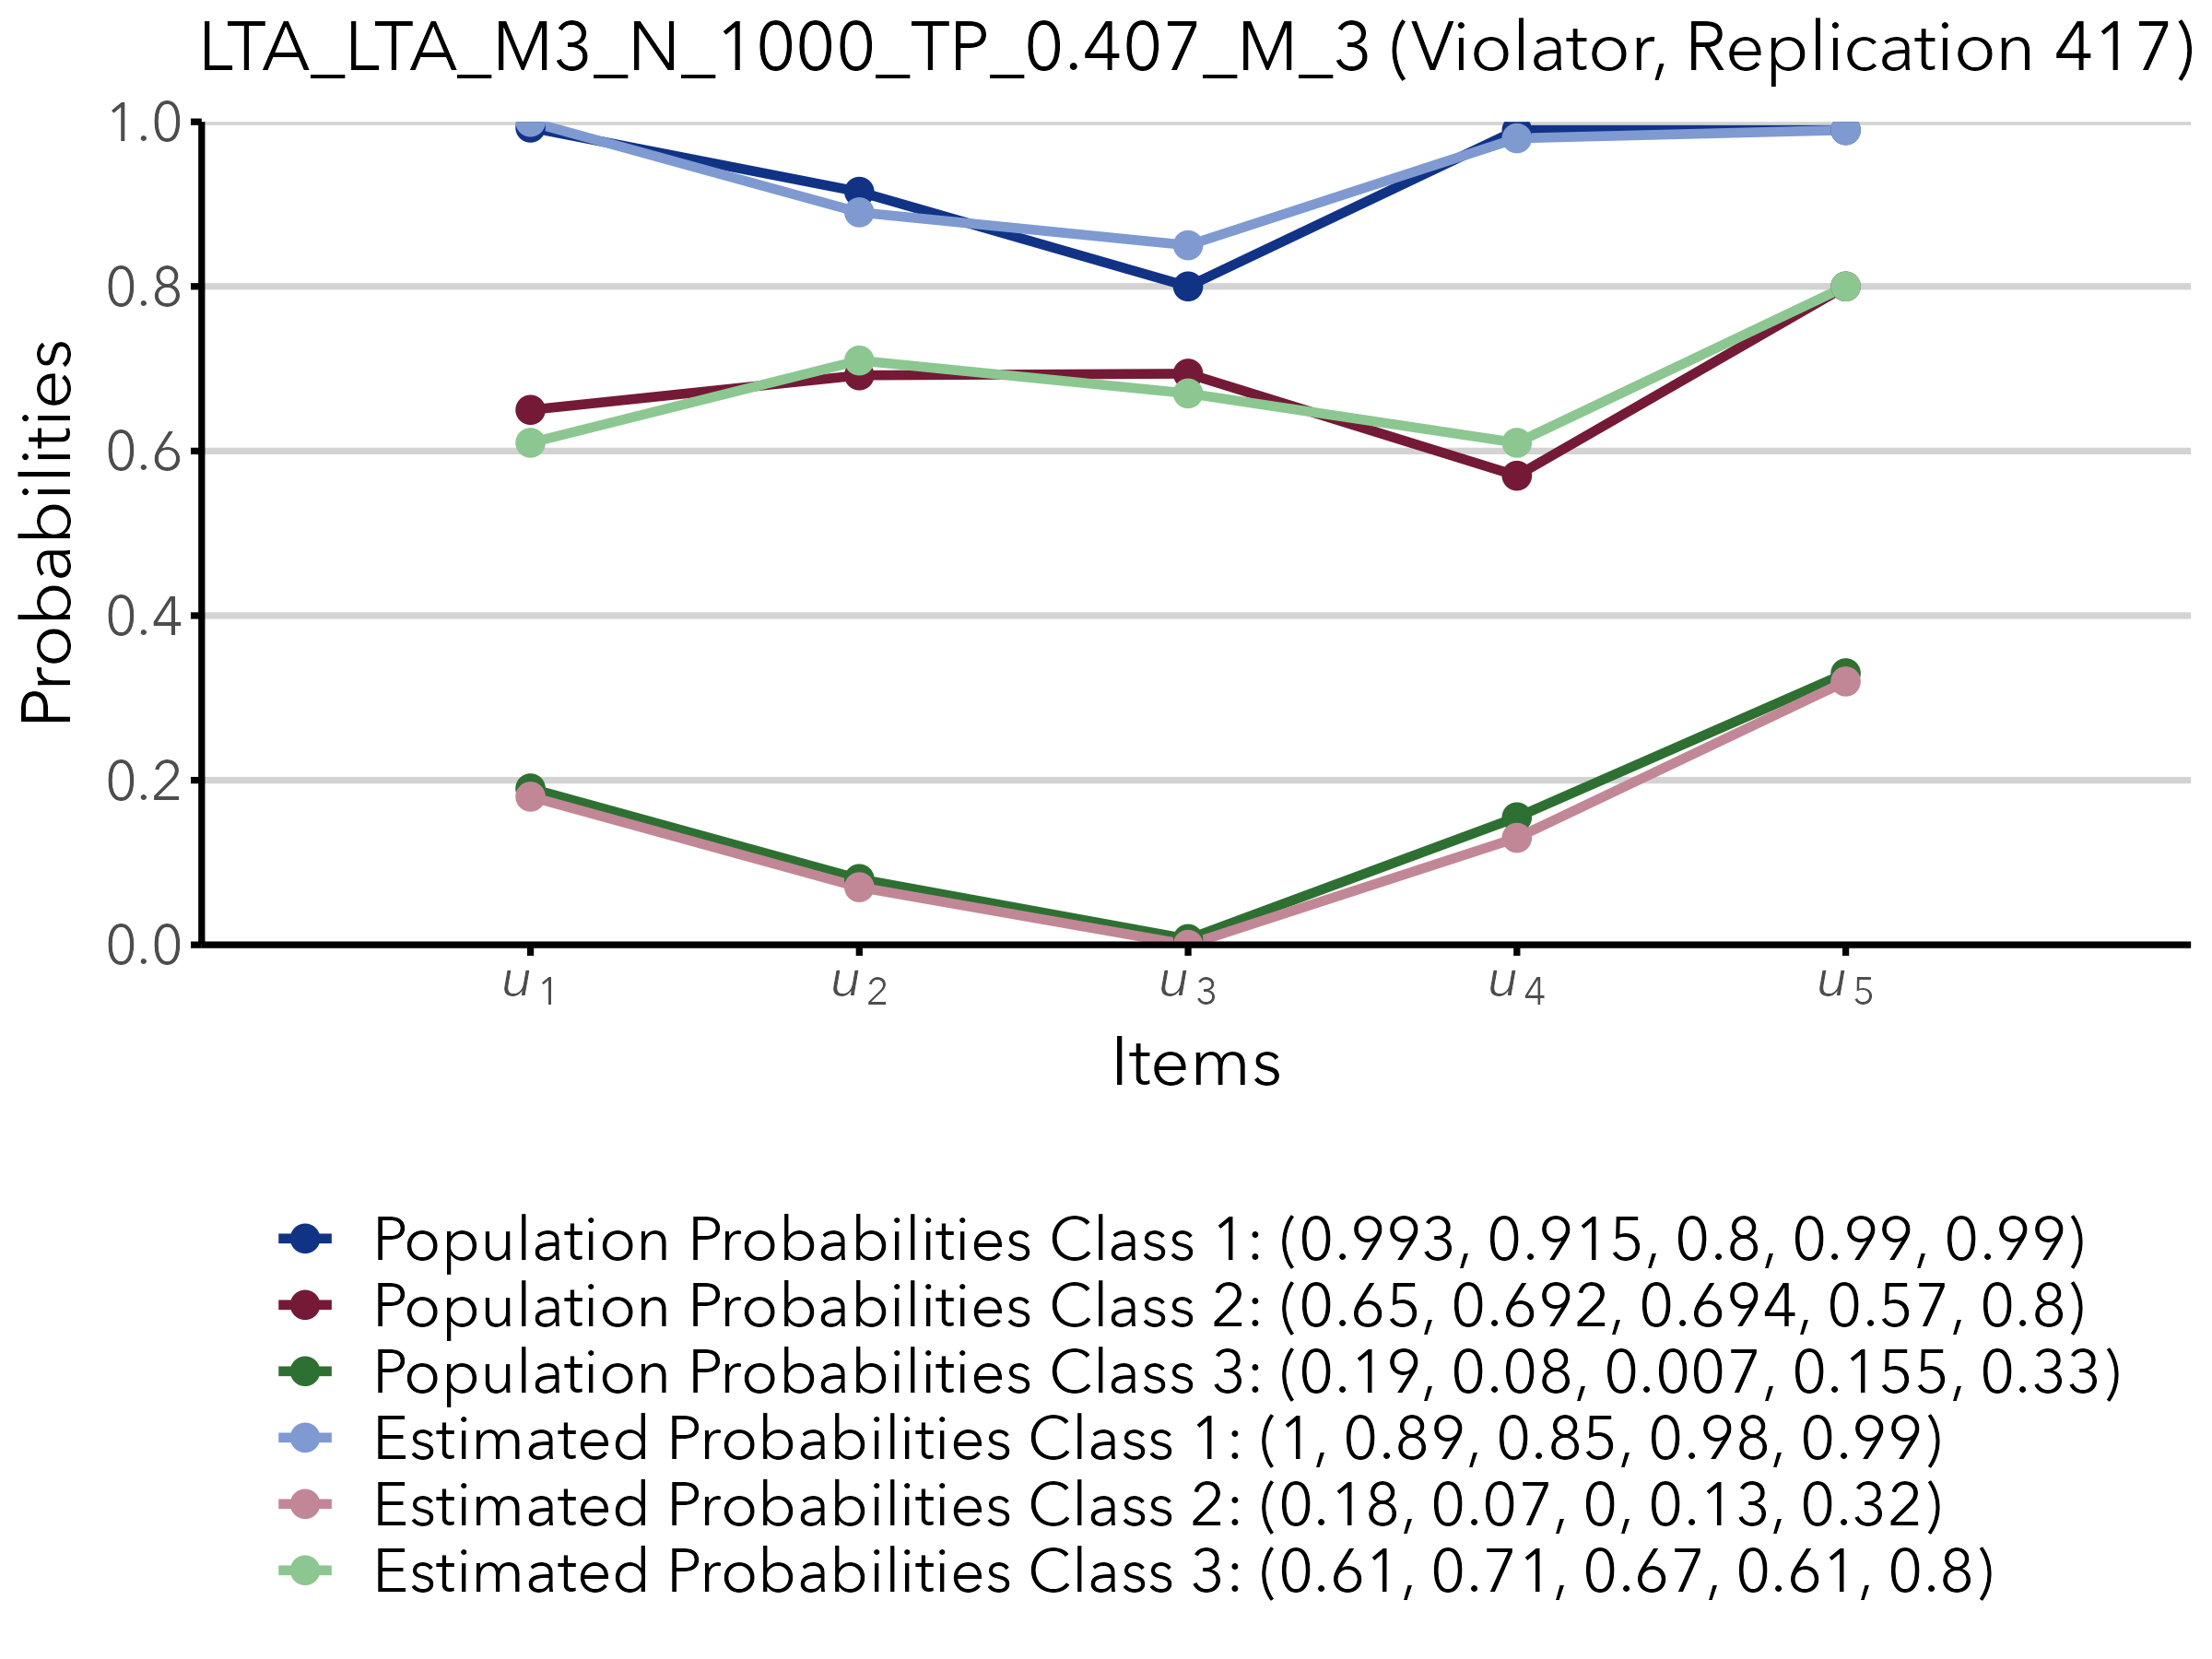 LTA_LTA_M3_N_1000_TP_0.407_M_3 (Violator, Replication 417)
Probabilities
1.0
0.8
0.6
0.4
0.2
0.0
u1 u2 u3 u4 u5
Items
Population Probabilities Class 1: (0.993, 0.915, 0.8, 0.99, 0.99)
Population Probabilities Class 2: (0.65, 0.692, 0.694, 0.57, 0.8)
Population Probabilities Class 3: (0.19, 0.08, 0.007, 0.155, 0.33)
Estimated Probabilities Class 1: (1, 0.89, 0.85, 0.98, 0.99)
Estimated Probabilities Class 2: (0.18, 0.07, 0, 0.13, 0.32)
Estimated Probabilities Class 3: (0.61, 0.71, 0.67, 0.61, 0.8)